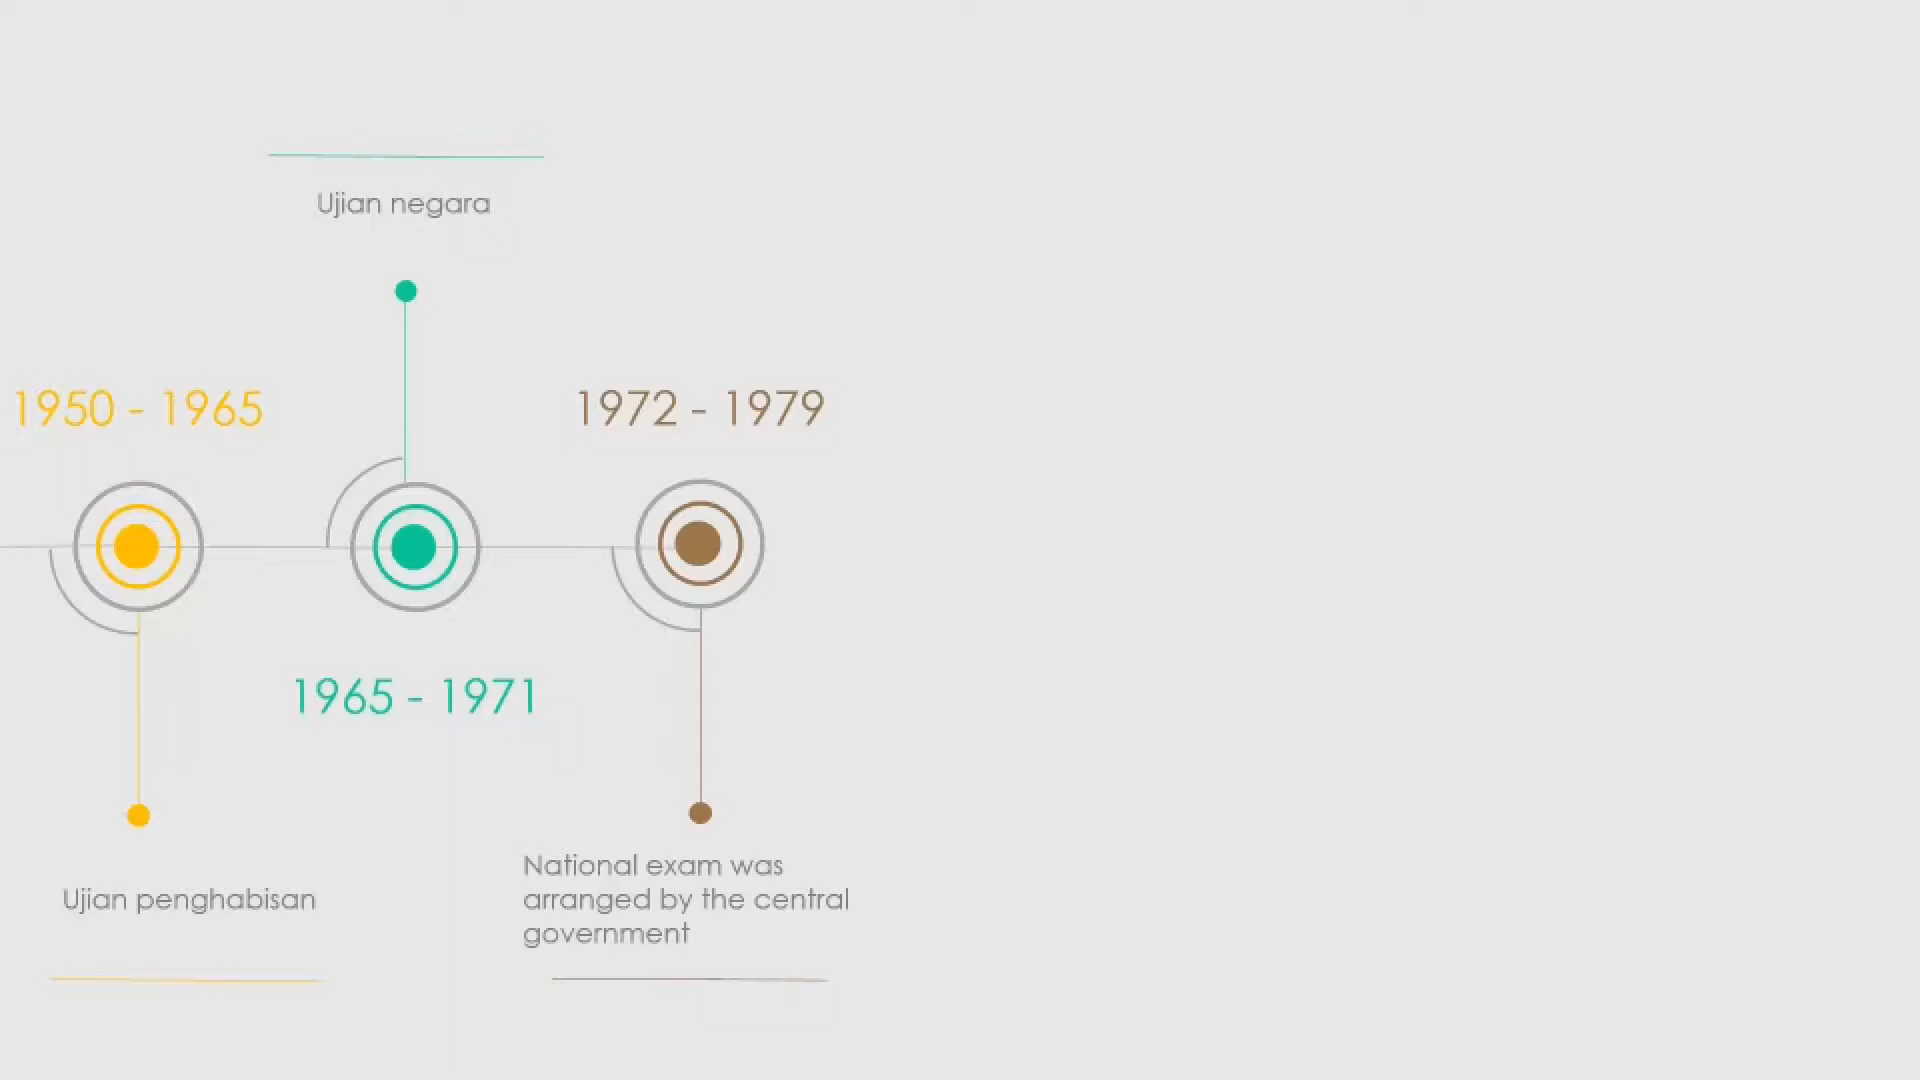 Ujian negara
1950 - 1965
1972 - 1979
1965 - 1971
Ujian penghabisan
National exam was
arranged by the central
government